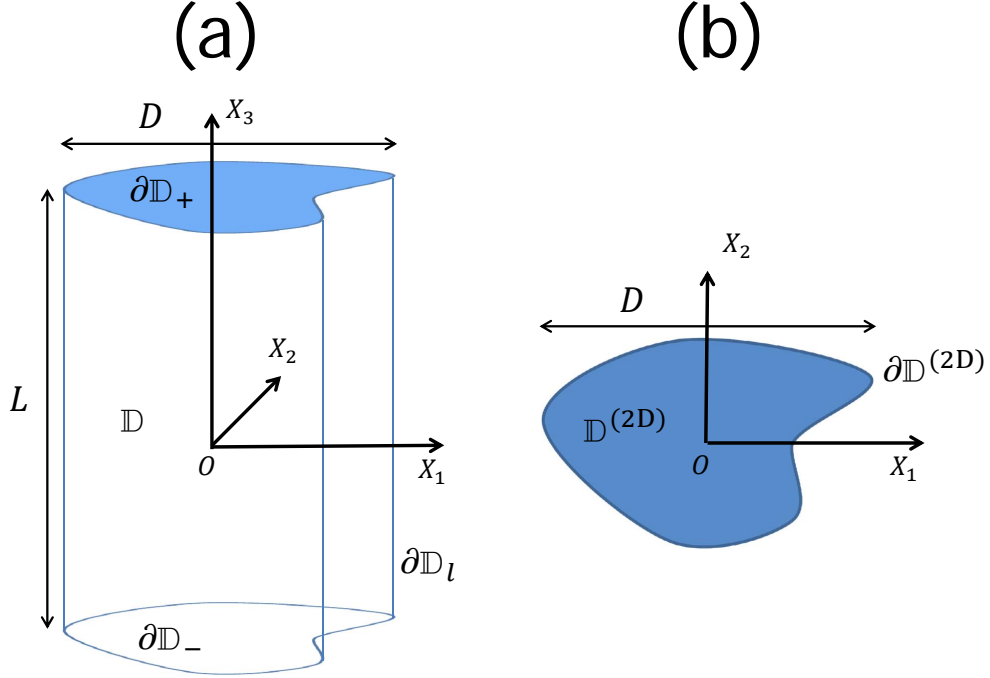 (a)
D
X₃
∂𝔻₊
X₂
L
𝔻
O
X₁
∂𝔻ₗ
∂𝔻₋
(b)
X₂
D
∂𝔻⁽²ᴰ⁾
𝔻⁽²ᴰ⁾
O
X₁